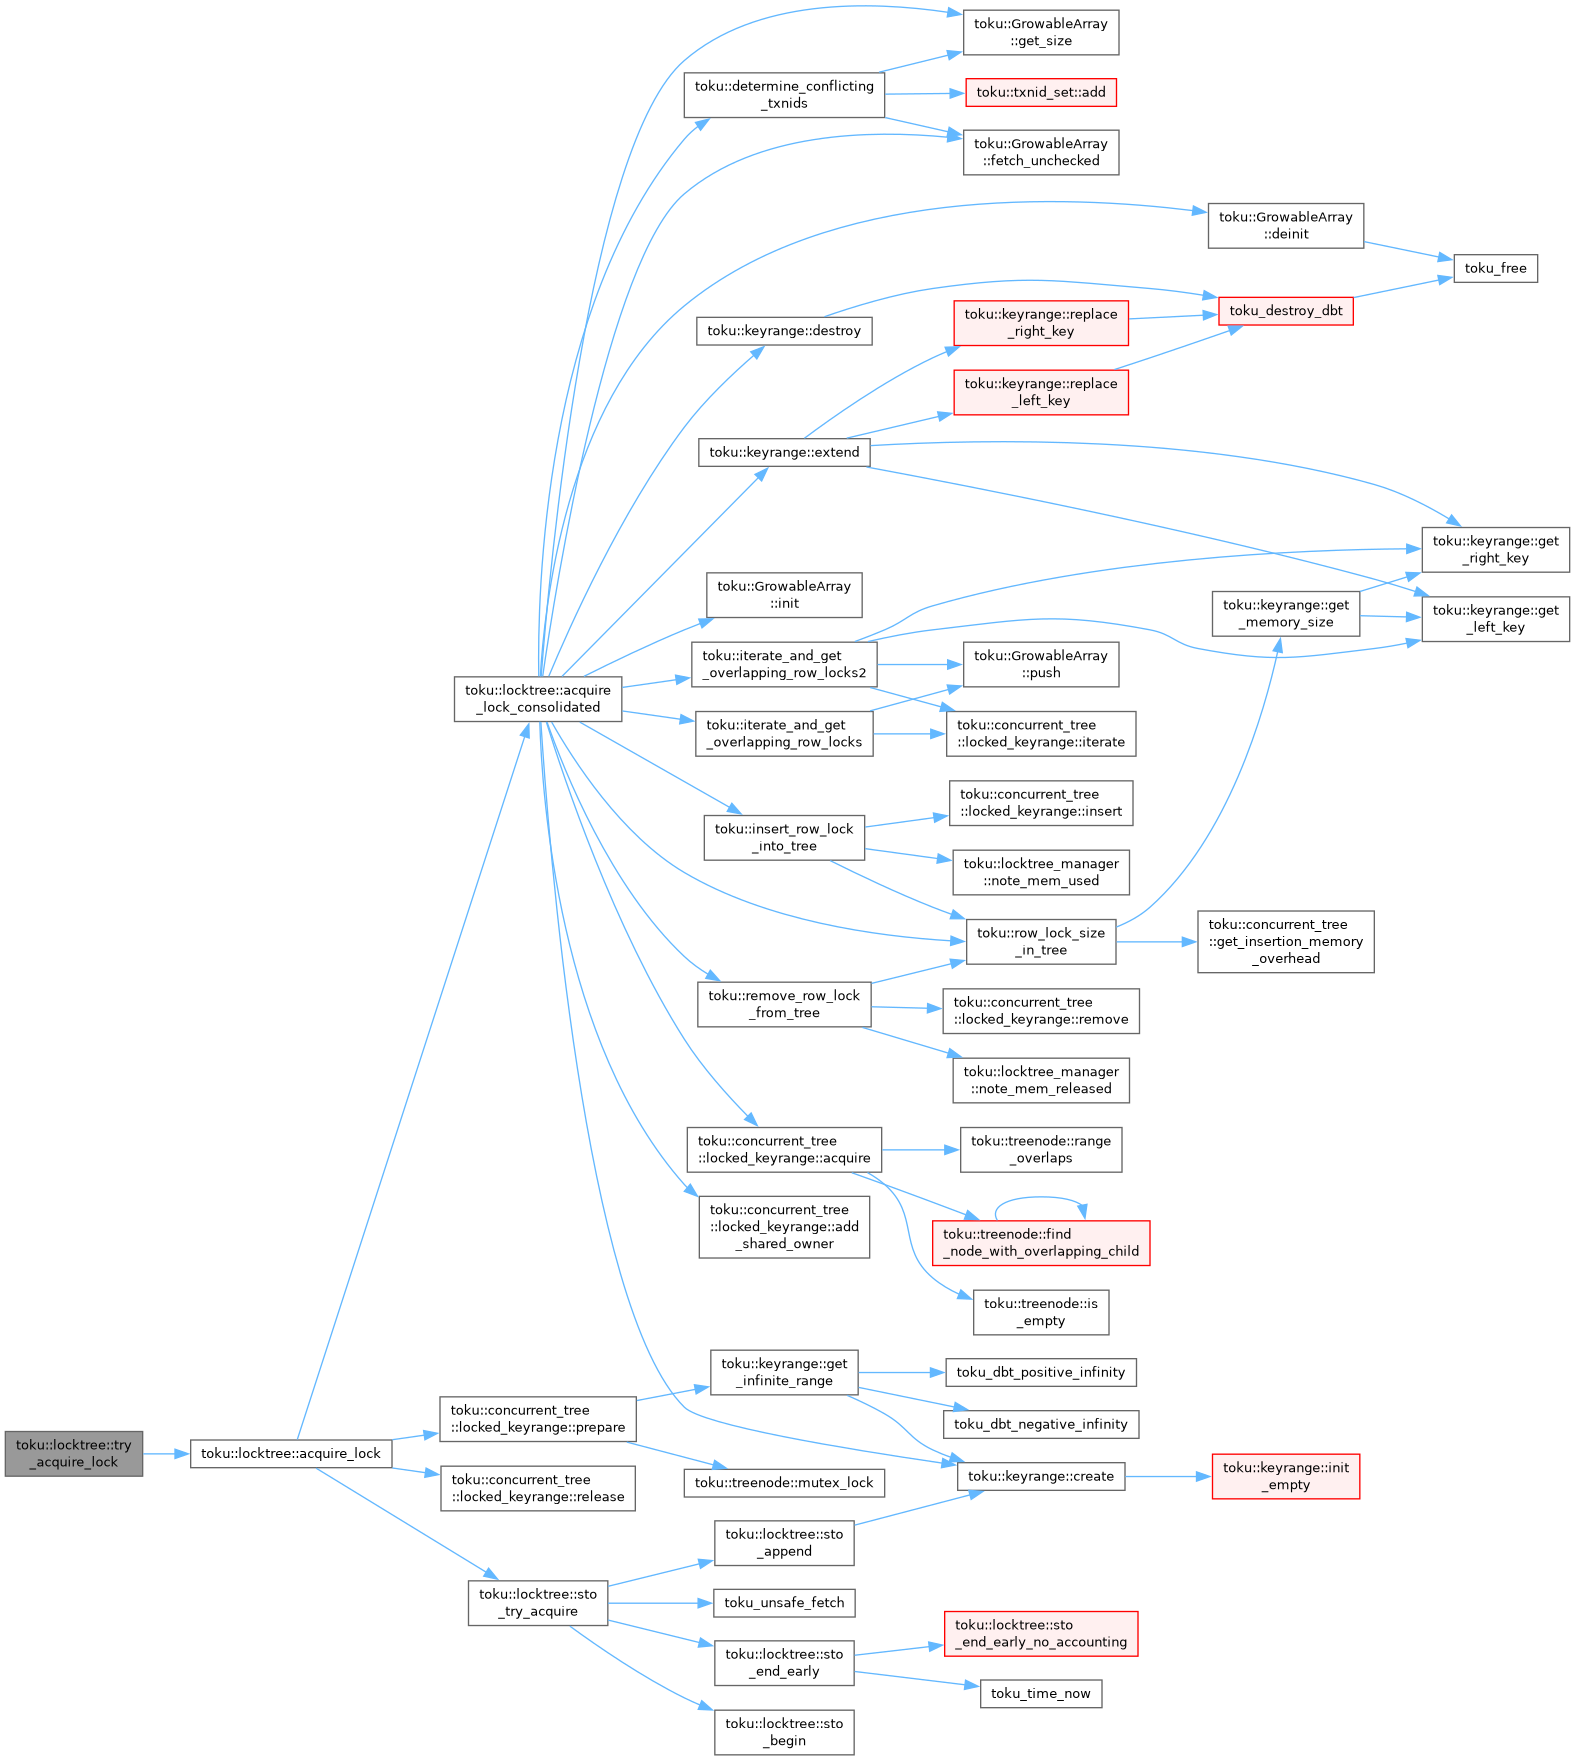 toku::GrowableArray
::get_size
toku::determine_conflicting
_txnids
toku::txnid_set::add
toku::GrowableArray
::fetch_unchecked
toku::GrowableArray
::deinit
toku_free
toku::keyrange::destroy
toku::keyrange::replace
_right_key
toku_destroy_dbt
toku::keyrange::replace
_left_key
toku::keyrange::extend
toku::keyrange::get
_right_key
toku::GrowableArray
::init
toku::keyrange::get
_memory_size
toku::keyrange::get
_left_key
toku::iterate_and_get
_overlapping_row_locks2
toku::GrowableArray
::push
toku::locktree::acquire
_lock_consolidated
toku::iterate_and_get
_overlapping_row_locks
toku::concurrent_tree
::locked_keyrange::iterate
toku::concurrent_tree
::locked_keyrange::insert
toku::insert_row_lock
_into_tree
toku::locktree_manager
::note_mem_used
toku::row_lock_size
_in_tree
toku::concurrent_tree
::get_insertion_memory
_overhead
toku::remove_row_lock
_from_tree
toku::concurrent_tree
::locked_keyrange::remove
toku::locktree_manager
::note_mem_released
toku::concurrent_tree
::locked_keyrange::acquire
toku::treenode::range
_overlaps
toku::concurrent_tree
::locked_keyrange::add
_shared_owner
toku::treenode::find
_node_with_overlapping_child
toku::treenode::is
_empty
toku::keyrange::get
_infinite_range
toku_dbt_positive_infinity
toku::concurrent_tree
::locked_keyrange::prepare
toku_dbt_negative_infinity
toku::locktree::try
_acquire_lock
toku::locktree::acquire_lock
toku::concurrent_tree
::locked_keyrange::release
toku::treenode::mutex_lock
toku::keyrange::create
toku::keyrange::init
_empty
toku::locktree::sto
_append
toku::locktree::sto
_try_acquire
toku_unsafe_fetch
toku::locktree::sto
_end_early
toku::locktree::sto
_end_early_no_accounting
toku_time_now
toku::locktree::sto
_begin